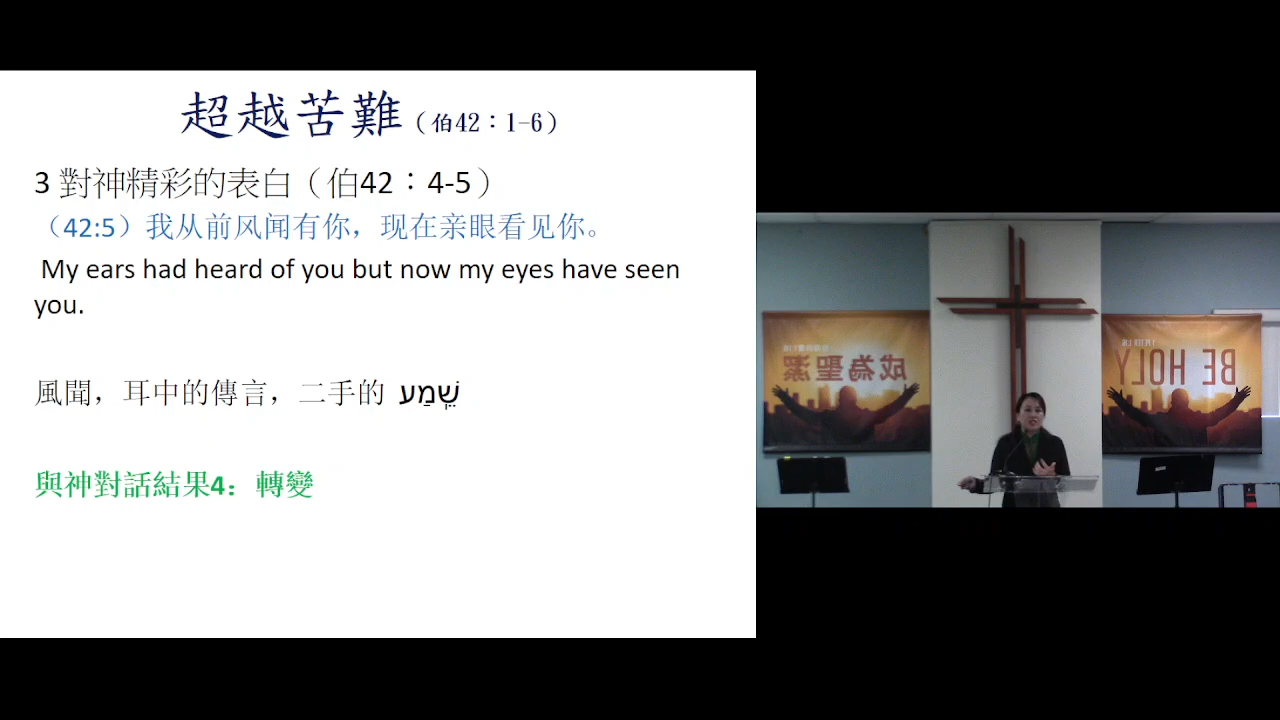 超越苦難（伯42：1-6）
3 對神精彩的表白（伯42：4-5）
（42:5）我从前风闻有你，现在亲眼看见你。
My ears had heard of you but now my eyes have seen
you.
風聞，耳中的傳言，二手的 שֵׁמַע
與神對話結果4：轉變
成為聖潔
BE HOLY